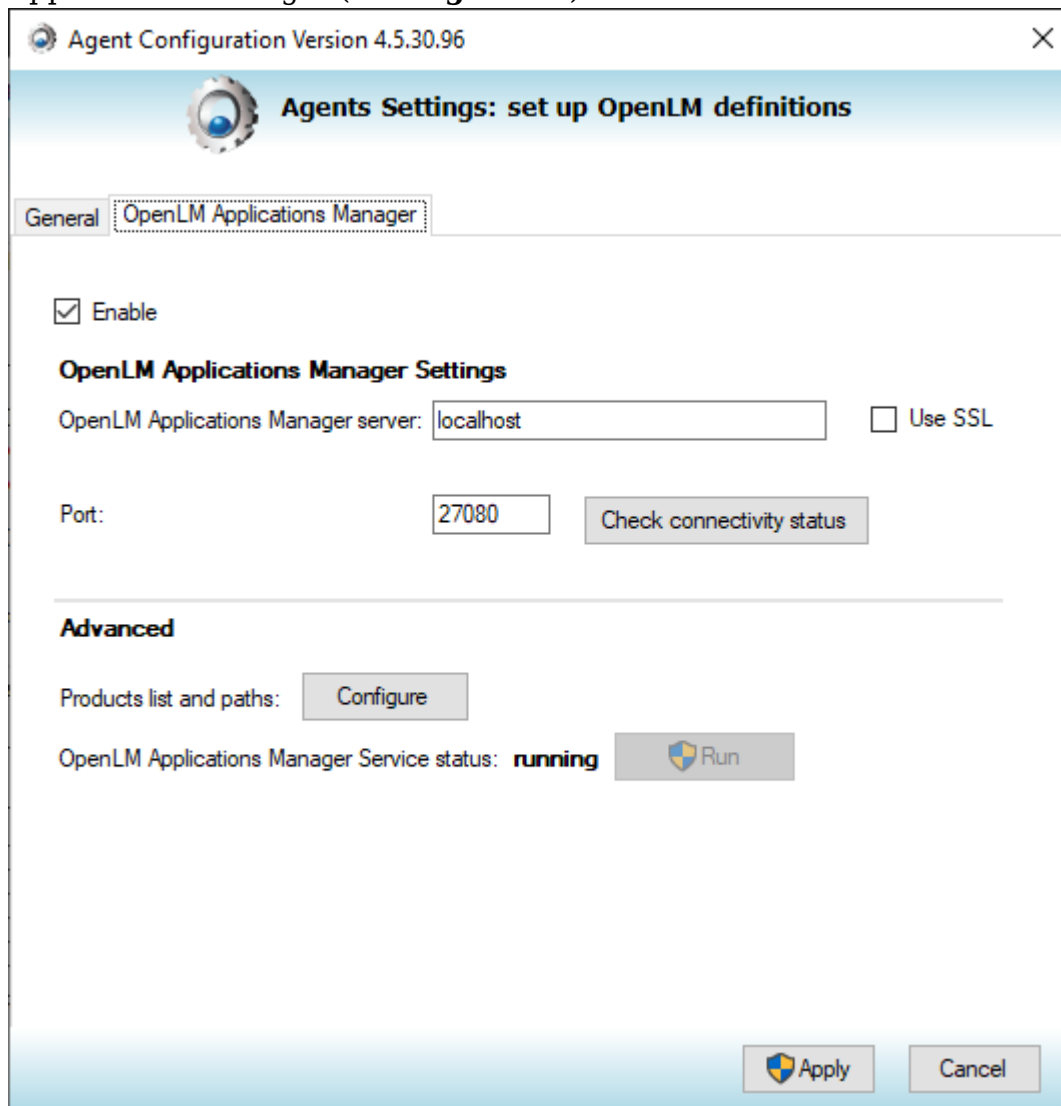 Agent Configuration Version 4.5.30.96
Agents Settings: set up OpenLM definitions
General OpenLM Applications Manager
Enable
OpenLM Applications Manager Settings
OpenLM Applications Manager server: localhost Use SSL
Port: 27080 Check connectivity status
Advanced
Products list and paths: Configure
OpenLM Applications Manager Service status: running Run
Apply Cancel